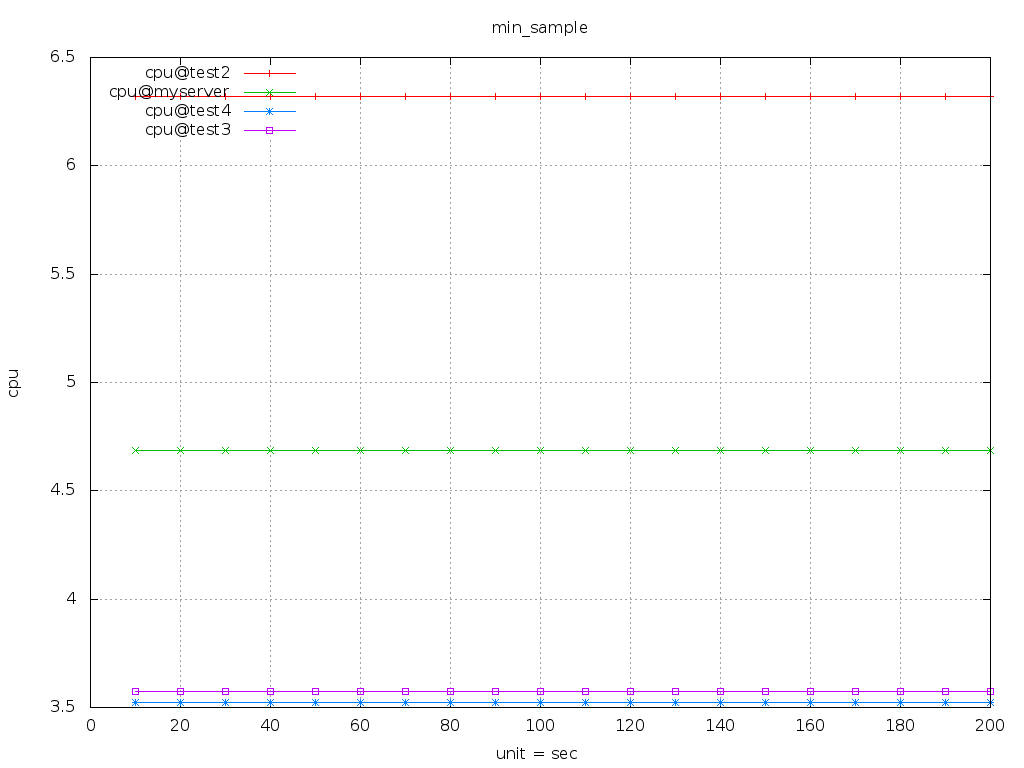 min_sample
6.5
cpu@test2
cpu@myserver
cpu@test4
cpu@test3
6
5.5
5
cpu
4.5
4
3.5
0 20 40 60 80 100 120 140 160 180 200
unit = sec